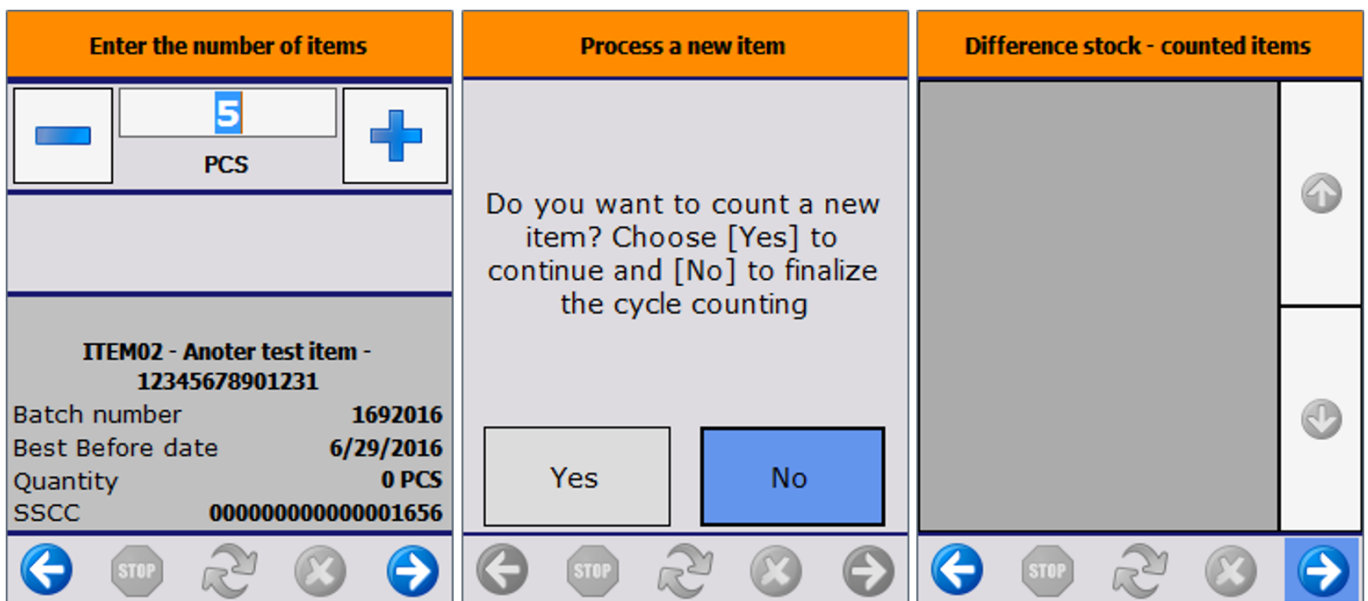 Enter the number of items
5
PCS
ITEM02 - Anoter test item -
12345678901231
Batch number 1692016
Best Before date 6/29/2016
Quantity 0 PCS
SSCC 000000000000001656
STOP
Process a new item
Do you want to count a new
item? Choose [Yes] to
continue and [No] to finalize
the cycle counting
Yes No
STOP
Difference stock - counted items
STOP